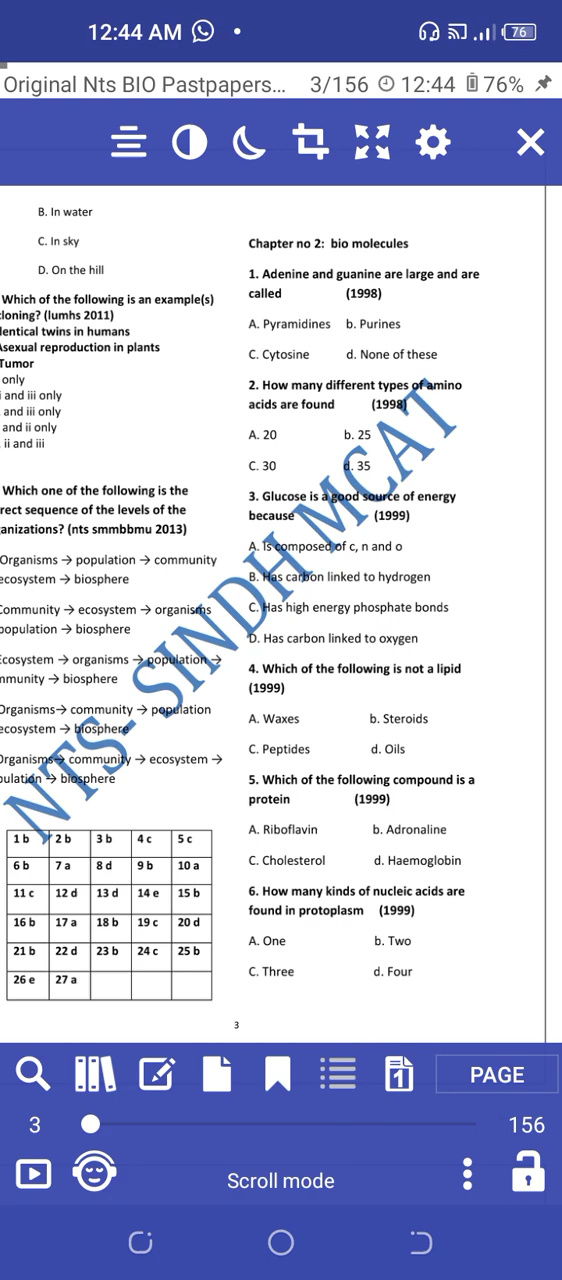 12:44 AM
76
Original Nts BIO Pastpapers... 3/156 12:44 76%
B. In water
C. In sky
D. On the hill
Which of the following is an example(s)
cloning? (lumhs 2011)
dentical twins in humans
Asexual reproduction in plants
Tumor
only
i and iii only
and iii only
and ii only
ii and iii
Which one of the following is the
rect sequence of the levels of the
ganizations? (nts smmbbmu 2013)
Organisms → population → community
ecosystem → biosphere
Community → ecosystem → organisms
population → biosphere
Ecosystem → organisms → population →
mmunity → biosphere
Organisms→ community → population
ecosystem → biosphere
Organisms→ community → ecosystem →
pulation → biosphere
1 b 2 b 3 b 4 c 5 c
6 b 7 a 8 d 9 b 10 a
11 c 12 d 13 d 14 e 15 b
16 b 17 a 18 b 19 c 20 d
21 b 22 d 23 b 24 c 25 b
26 e 27 a
Chapter no 2: bio molecules
1. Adenine and guanine are large and are
called (1998)
A. Pyramidines b. Purines
C. Cytosine d. None of these
2. How many different types of amino
acids are found (1998)
A. 20 b. 25
C. 30 d. 35
3. Glucose is a good source of energy
because (1999)
A. Is composed of c, n and o
B. Has carbon linked to hydrogen
C. Has high energy phosphate bonds
D. Has carbon linked to oxygen
4. Which of the following is not a lipid
(1999)
A. Waxes b. Steroids
C. Peptides d. Oils
5. Which of the following compound is a
protein (1999)
A. Riboflavin b. Adronaline
C. Cholesterol d. Haemoglobin
6. How many kinds of nucleic acids are
found in protoplasm (1999)
A. One b. Two
C. Three d. Four
NTS- SINDH MCAT
3
1
PAGE
3 156
Scroll mode